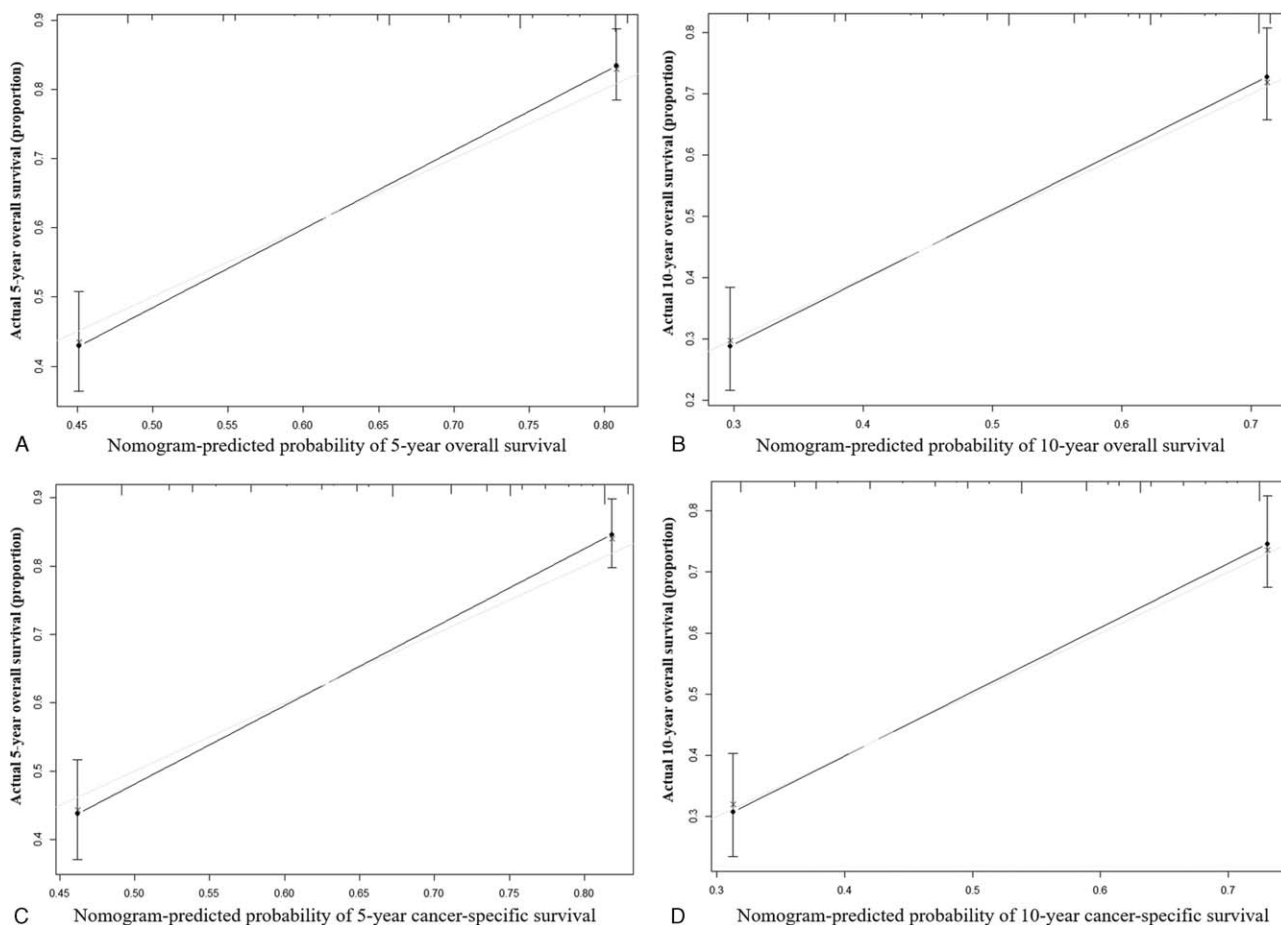 Actual 5-year overall survival (proportion)
0.9
0.8
0.7
0.6
0.5
0.4
0.45 0.50 0.55 0.60 0.65 0.70 0.75 0.80
A Nomogram-predicted probability of 5-year overall survival
Actual 10-year overall survival (proportion)
0.8
0.7
0.6
0.5
0.4
0.3
0.2
0.3 0.4 0.5 0.6 0.7
B Nomogram-predicted probability of 10-year overall survival
Actual 5-year overall survival (proportion)
0.9
0.8
0.7
0.6
0.5
0.4
0.45 0.50 0.55 0.60 0.65 0.70 0.75 0.80
C Nomogram-predicted probability of 5-year cancer-specific survival
Actual 10-year overall survival (proportion)
0.8
0.7
0.6
0.5
0.4
0.3
0.3 0.4 0.5 0.6 0.7
D Nomogram-predicted probability of 10-year cancer-specific survival